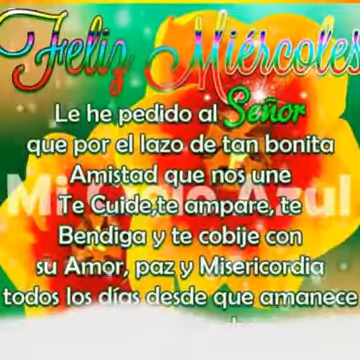 Feliz Miércoles
Le he pedido al Señor
que por el lazo de tan bonita
Amistad que nos une
Te Cuide,te ampare, te
Bendiga y te cobije con
su Amor, paz y Misericordia
todos los días desde que amanece